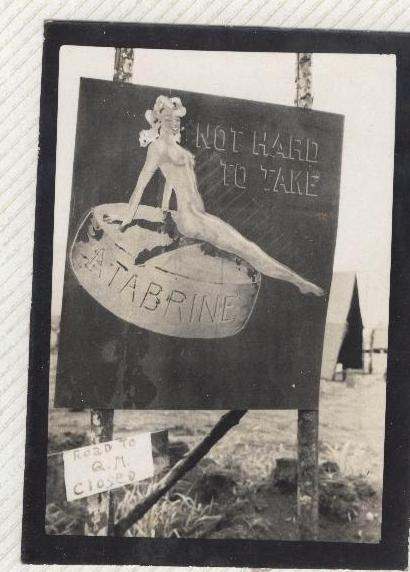 NOT HARD
TO TAKE
ATABRINE
ROAD TO
Q.M.
CLOSED